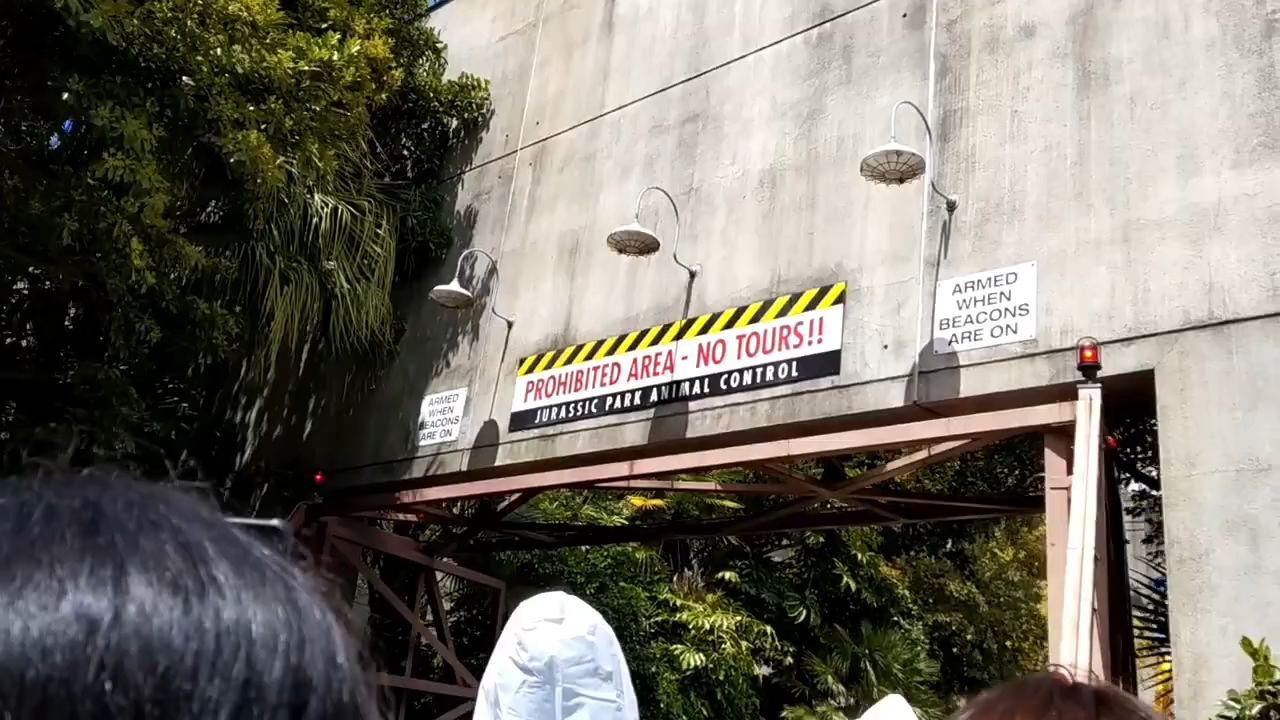 ARMED
WHEN
BEACONS
ARE ON
PROHIBITED AREA - NO TOURS!!
JURASSIC PARK ANIMAL CONTROL
ARMED
WHEN
BEACONS
ARE ON